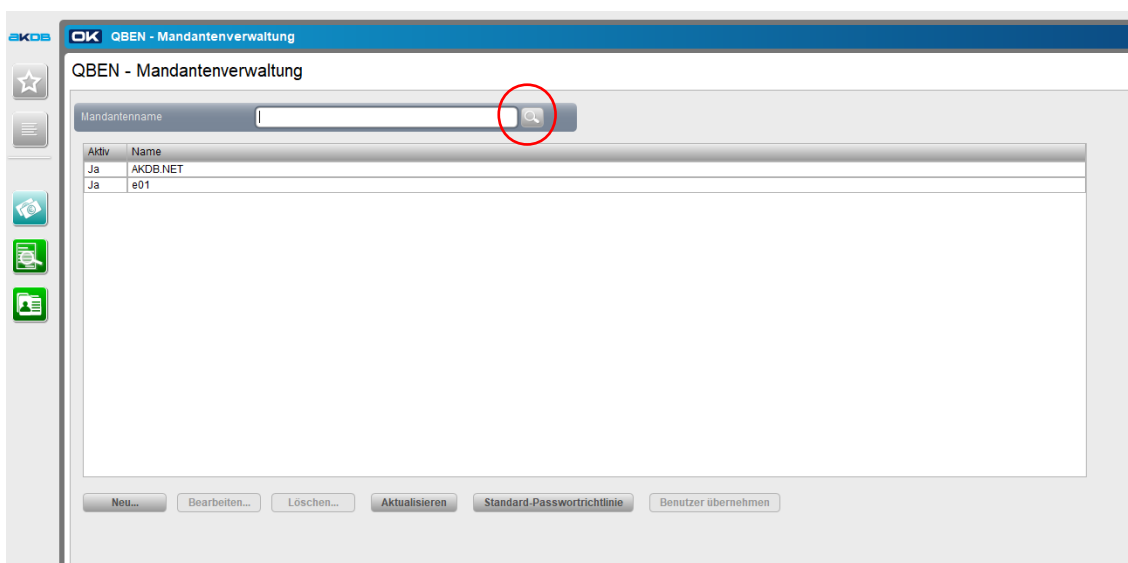 aKDB
OK QBEN - Mandantenverwaltung
QBEN - Mandantenverwaltung
Mandantenname
Aktiv Name
Ja AKDB.NET
Ja e01
Neu... Bearbeiten... Löschen... Aktualisieren Standard-Passwortrichtlinie Benutzer übernehmen